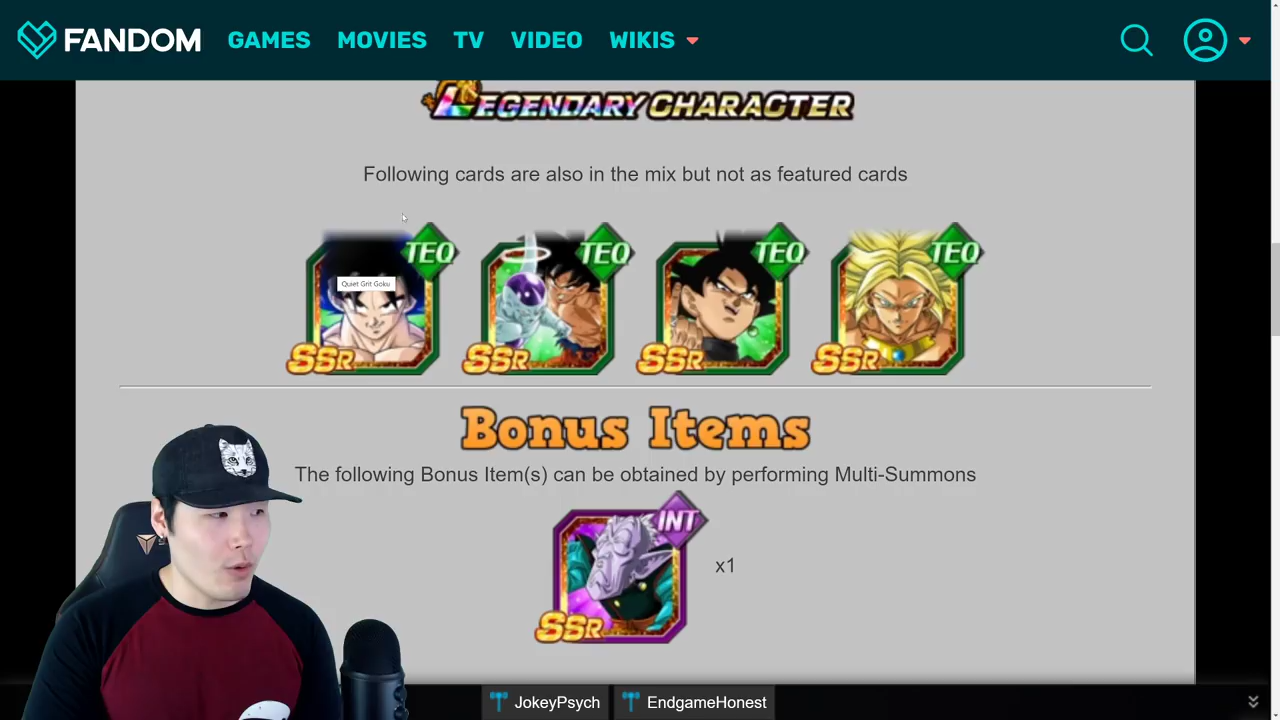 FANDOM GAMES MOVIES TV VIDEO WIKIS
LEGENDARY CHARACTER
Following cards are also in the mix but not as featured cards
TEQ TEQ TEQ TEQ
Quiet Grit Goku
SSR SSR SSR SSR
Bonus Items
The following Bonus Item(s) can be obtained by performing Multi-Summons
INT
x1
SSR
JokeyPsych EndgameHonest